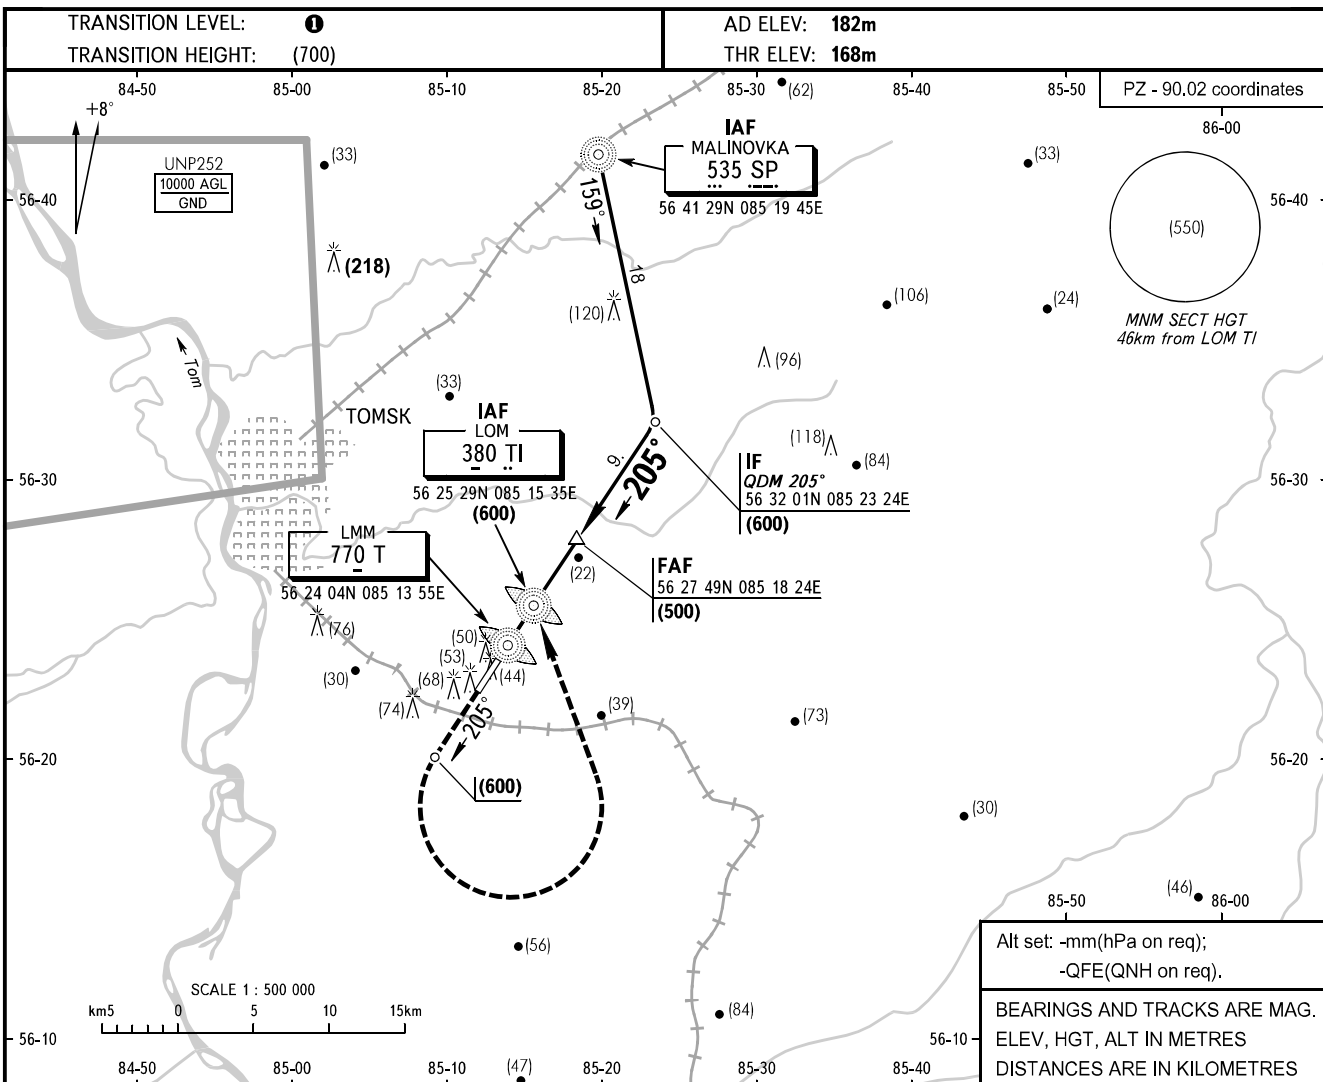 TRANSITION LEVEL: ❶
TRANSITION HEIGHT: (700)
AD ELEV: 182m
THR ELEV: 168m
84-50 85-00 85-10 85-20 85-30 85-40 85-50
PZ - 90.02 coordinates
86-00
+8°
(62)
(33)
(33)
UNP252
10000 AGL
GND
IAF
MALINOVKA
535 SP
56 41 29N 085 19 45E
56-40
56-40
159°
(550)
(218)
18
(120)
(106)
(24)
MNM SECT HGT
46km from LOM TI
Tom
(96)
(33)
TOMSK
IAF
LOM
380 TI
56 25 29N 085 15 35E
(600)
(118)
(84)
9.
205°
IF
QDM 205°
56 32 01N 085 23 24E
(600)
56-30
56-30
LMM
770 T
56 24 04N 085 13 55E
(22)
FAF
56 27 49N 085 18 24E
(500)
(76)
(50)
(53)
(44)
(68)
(30)
(74)
205°
(39)
(73)
56-20
56-20
(600)
(30)
(46)
85-50 86-00
(56)
Alt set: -mm(hPa on req);
-QFE(QNH on req).
SCALE 1 : 500 000
km5 0 5 10 15km
(84)
BEARINGS AND TRACKS ARE MAG.
ELEV, HGT, ALT IN METRES
DISTANCES ARE IN KILOMETRES
56-10
56-10
84-50 85-00 85-10 (47) 85-20 85-30 85-40